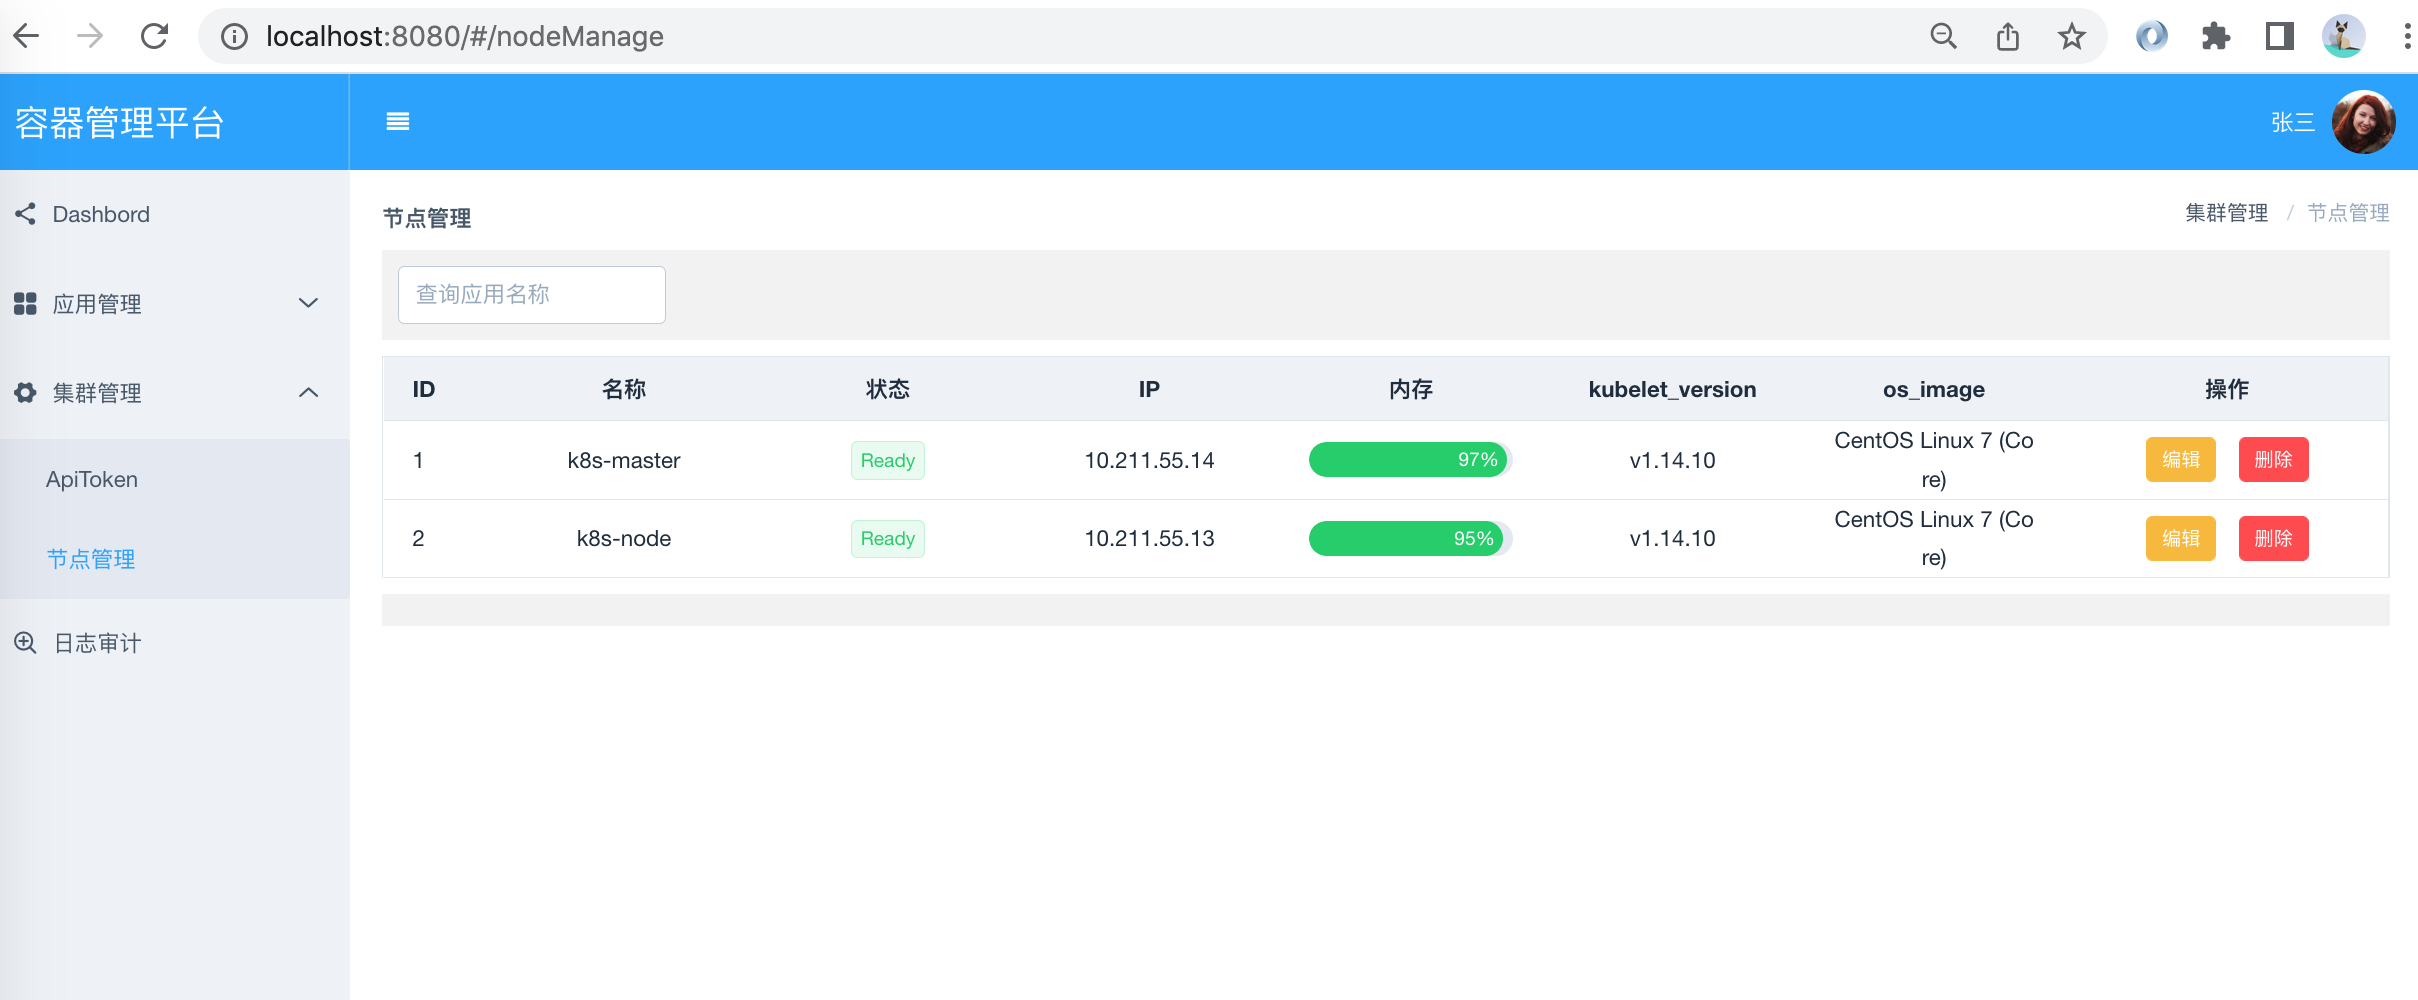 localhost:8080/#/nodeManage
容器管理平台
张三
Dashbord
应用管理
集群管理
ApiToken
节点管理
日志审计
节点管理
集群管理 / 节点管理
查询应用名称
ID 名称 状态 IP 内存 kubelet_version os_image 操作
1 k8s-master Ready 10.211.55.14 97% v1.14.10 CentOS Linux 7 (Co
re) 编辑 删除
2 k8s-node Ready 10.211.55.13 95% v1.14.10 CentOS Linux 7 (Co
re) 编辑 删除